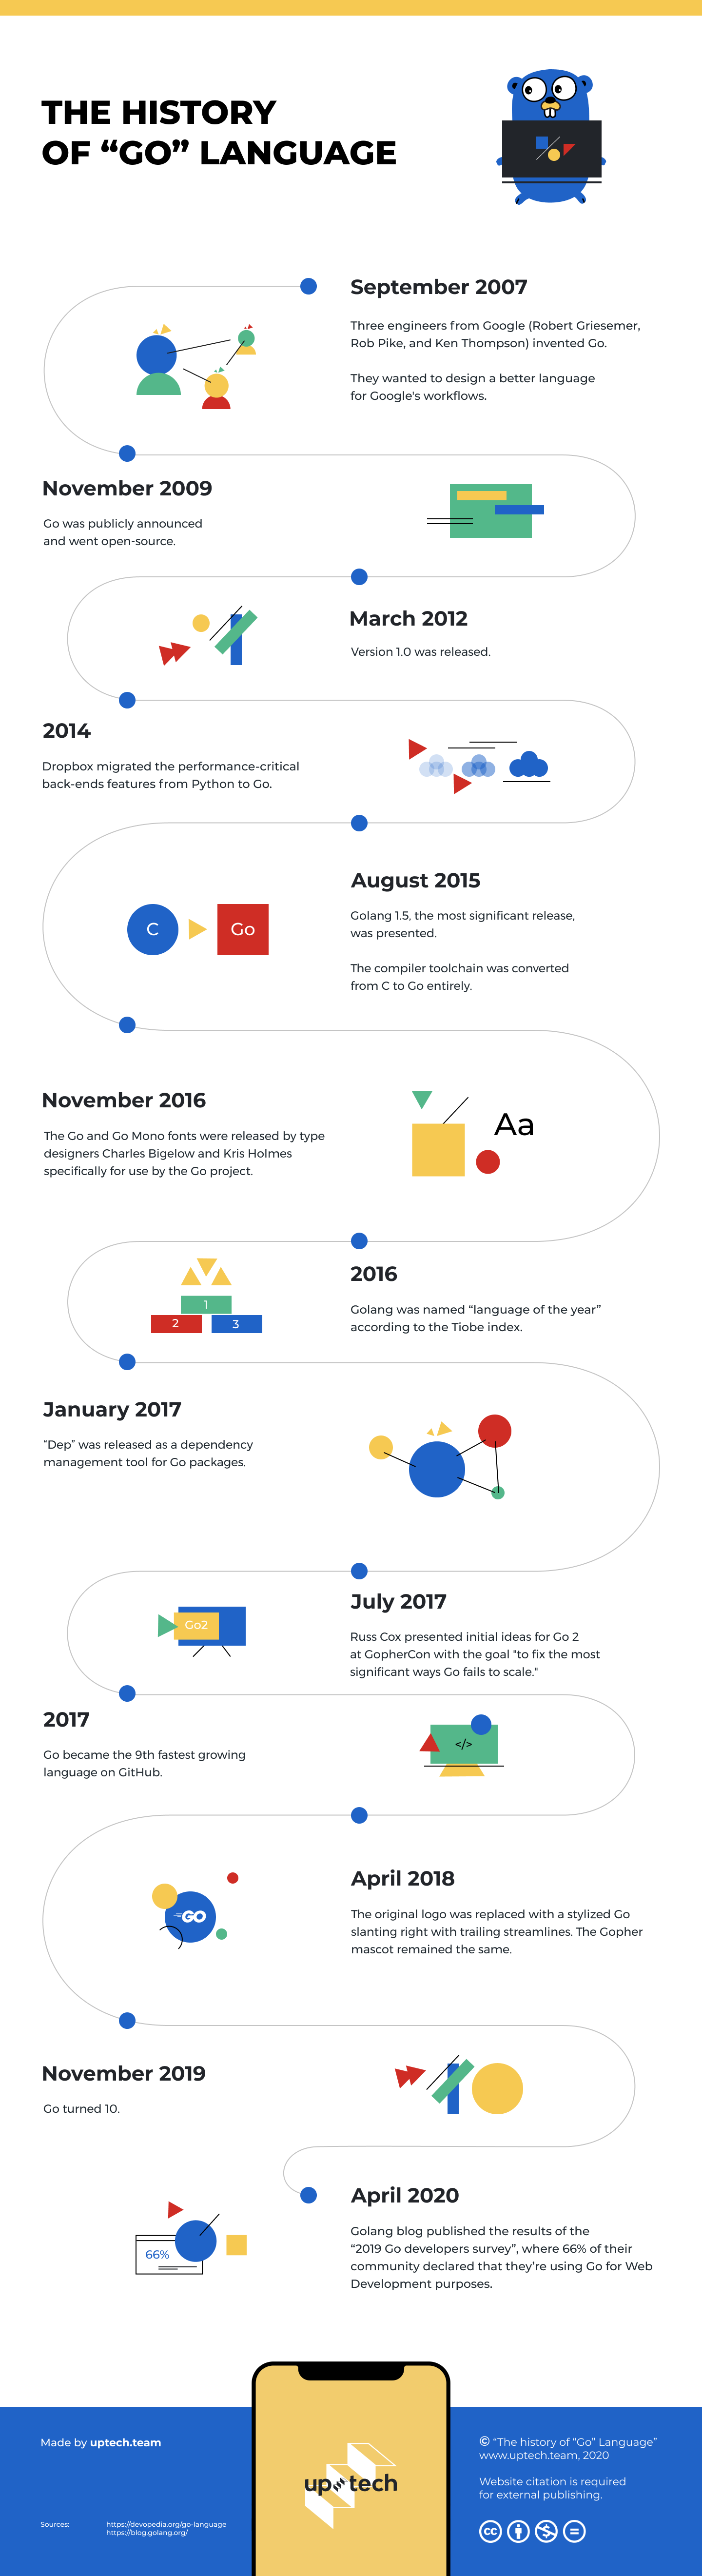 THE HISTORY
OF “GO” LANGUAGE
September 2007
Three engineers from Google (Robert Griesemer,
Rob Pike, and Ken Thompson) invented Go.
They wanted to design a better language
for Google's workflows.
November 2009
Go was publicly announced
and went open-source.
March 2012
Version 1.0 was released.
2014
Dropbox migrated the performance-critical
back-ends features from Python to Go.
August 2015
Golang 1.5, the most significant release,
was presented.
The compiler toolchain was converted
from C to Go entirely.
C
Go
November 2016
The Go and Go Mono fonts were released by type
designers Charles Bigelow and Kris Holmes
specifically for use by the Go project.
Aa
2016
Golang was named “language of the year”
according to the Tiobe index.
1
2
3
January 2017
“Dep” was released as a dependency
management tool for Go packages.
July 2017
Russ Cox presented initial ideas for Go 2
at GopherCon with the goal "to fix the most
significant ways Go fails to scale."
Go2
2017
Go became the 9th fastest growing
language on GitHub.
</>
April 2018
The original logo was replaced with a stylized Go
slanting right with trailing streamlines. The Gopher
mascot remained the same.
GO
November 2019
Go turned 10.
April 2020
Golang blog published the results of the
“2019 Go developers survey”, where 66% of their
community declared that they’re using Go for Web
Development purposes.
66%
Made by uptech.team
Sources:
https://devopedia.org/go-language
https://blog.golang.org/
uptech
© “The history of “Go” Language”
www.uptech.team, 2020
Website citation is required
for external publishing.
cc